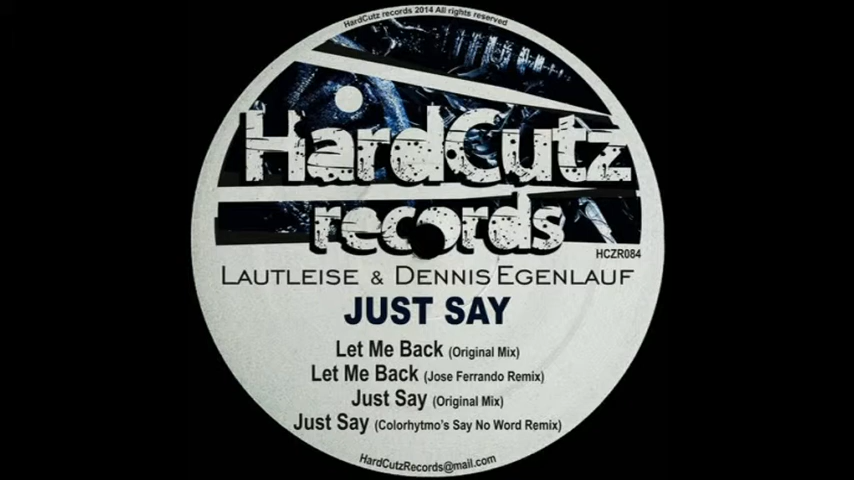 HardCutz records 2014 All rights reserved
HardCutz
records
HCZR084
LAUTLEISE & DENNIS EGENLAUF
JUST SAY
Let Me Back (Original Mix)
Let Me Back (Jose Ferrando Remix)
Just Say (Original Mix)
Just Say (Colorhytmo's Say No Word Remix)
HardCutzRecords@mail.com